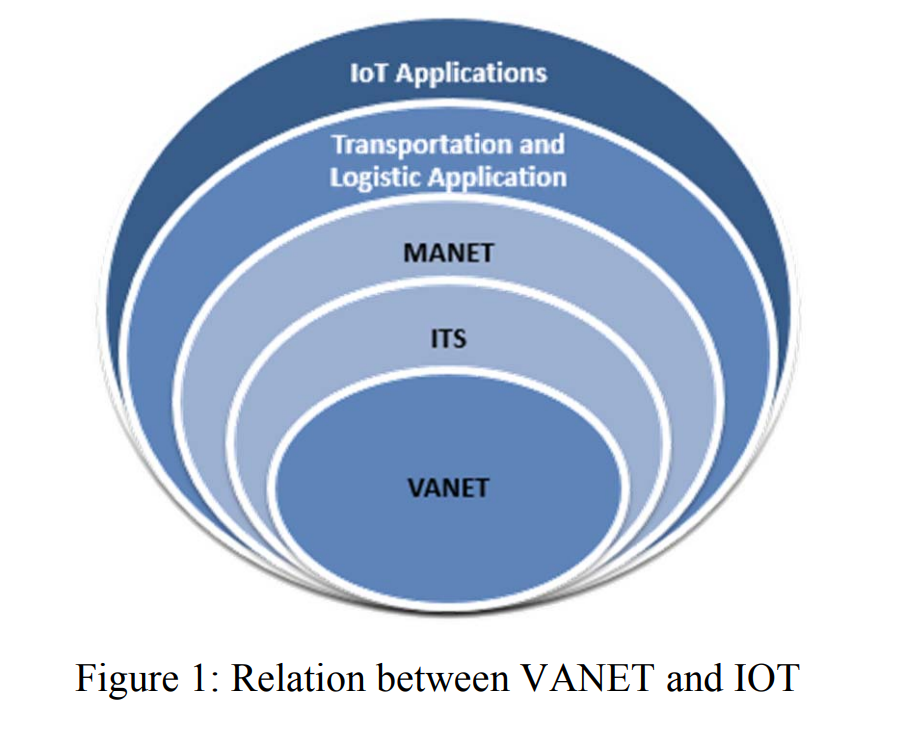 IoT Applications
Transportation and
Logistic Application
MANET
ITS
VANET
Figure 1: Relation between VANET and IOT